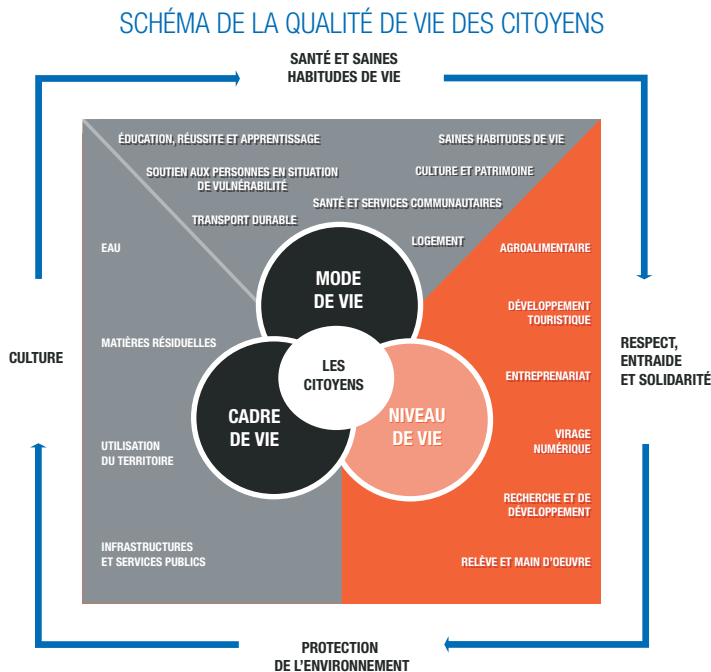 SCHÉMA DE LA QUALITÉ DE VIE DES CITOYENS
SANTÉ ET SAINES
HABITUDES DE VIE
ÉDUCATION, RÉUSSITE ET APPRENTISSAGE
SAINES HABITUDES DE VIE
SOUTIEN AUX PERSONNES EN SITUATION
DE VULNÉRABILITÉ
CULTURE ET PATRIMOINE
SANTÉ ET SERVICES COMMUNAUTAIRES
TRANSPORT DURABLE
LOGEMENT
EAU
MATIÈRES RÉSIDUELLES
UTILISATION
DU TERRITOIRE
INFRASTRUCTURES
ET SERVICES PUBLICS
MODE
DE VIE
LES
CITOYENS
CADRE
DE VIE
NIVEAU
DE VIE
AGROALIMENTAIRE
DÉVELOPPEMENT
TOURISTIQUE
ENTREPRENARIAT
VIRAGE
NUMÉRIQUE
RECHERCHE ET DE
DÉVELOPPEMENT
RELÈVE ET MAIN D'OEUVRE
CULTURE
RESPECT,
ENTRAIDE
ET SOLIDARITÉ
PROTECTION
DE L'ENVIRONNEMENT